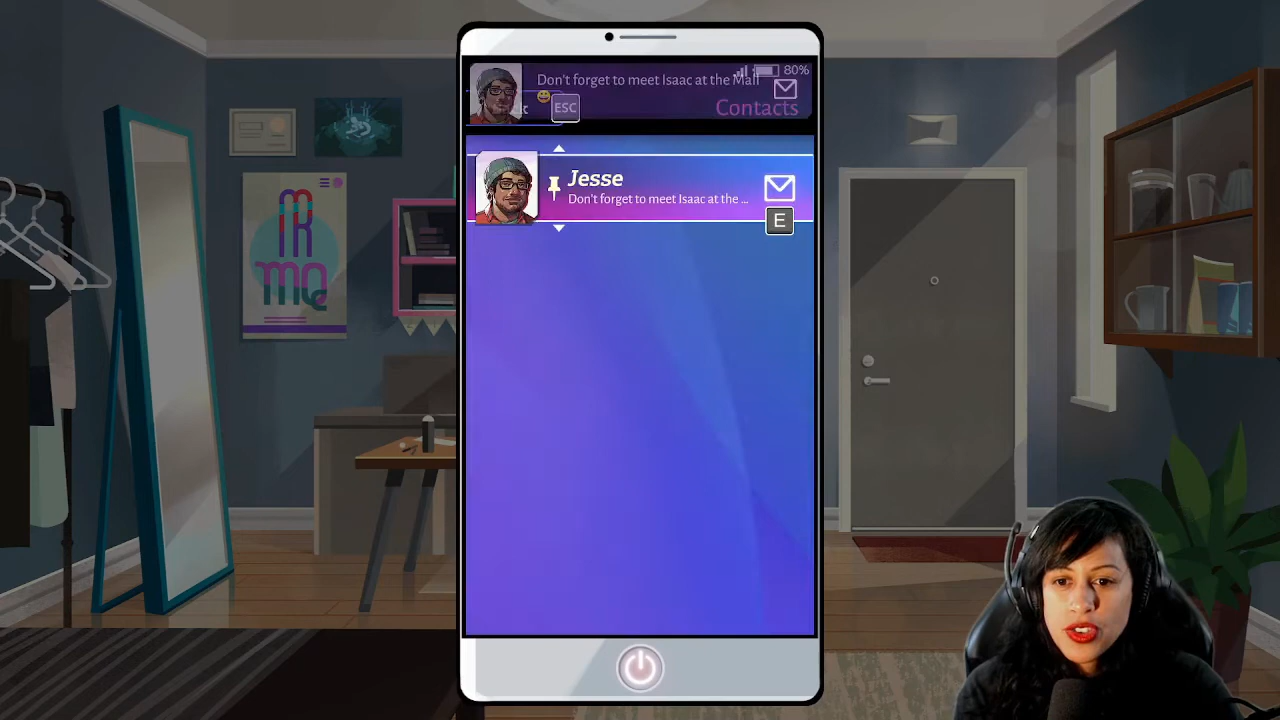 80%
Don't forget to meet Isaac at the Mall
😀
k
ESC
Contacts
Jesse
Don't forget to meet Isaac at the ...
E